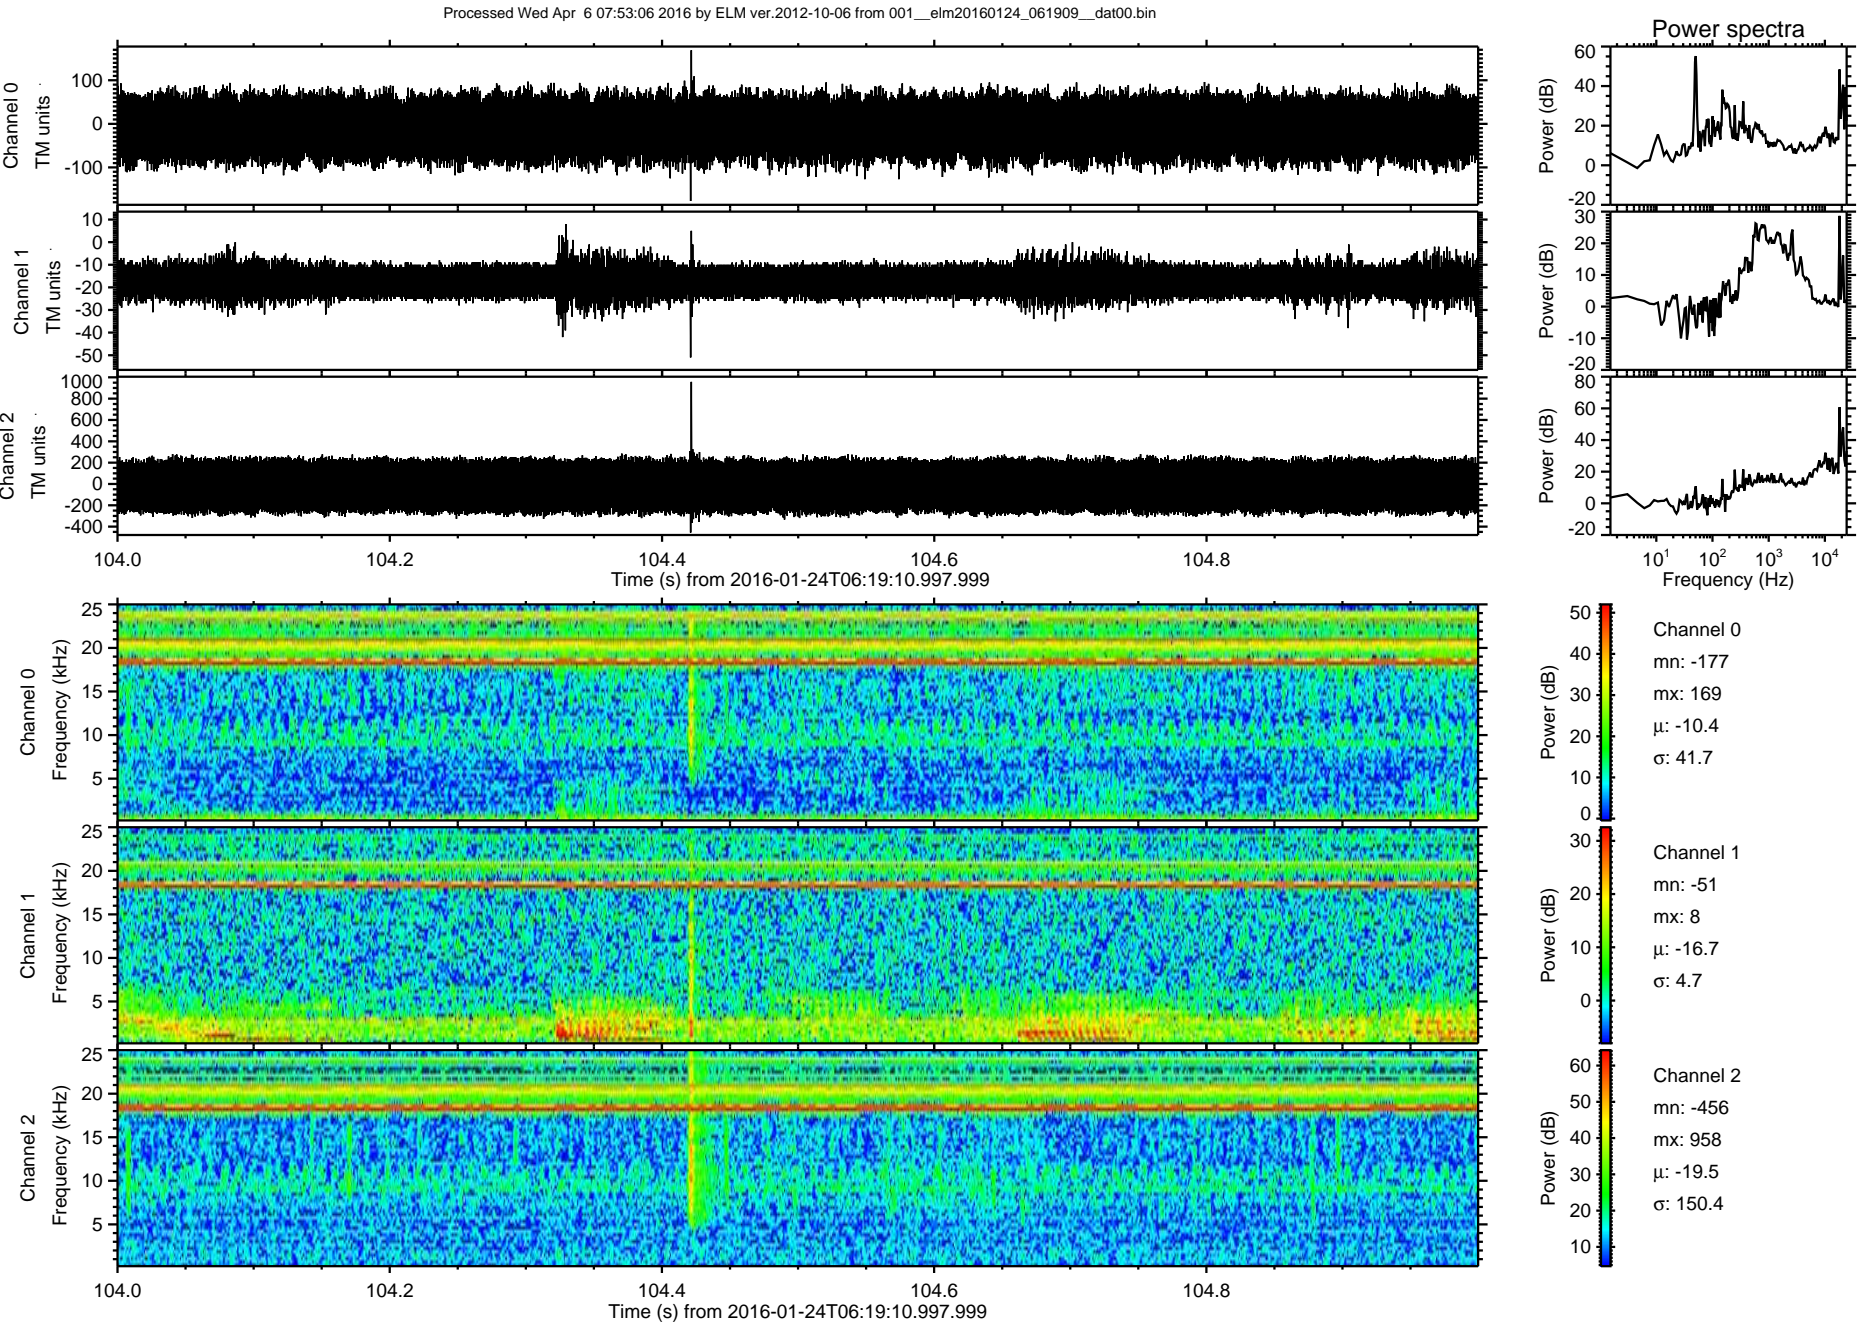 Processed Wed Apr  6 07:53:06 2016 by ELM ver.2012-10-06 from 001__elm20160124_061909__dat00.bin
Power spectra
Channel 0
TM units
100
0
-100
Power (dB)
60
40
20
0
-20
Channel 1
TM units
10
0
-10
-20
-30
-40
-50
Power (dB)
30
20
10
0
-10
-20
Channel 2
TM units
1000
800
600
400
200
0
-200
-400
Power (dB)
80
60
40
20
0
-20
104.0 104.2 104.4 104.6 104.8
Time (s) from 2016-01-24T06:19:10.997.999
10¹ 10² 10³ 10⁴
Frequency (Hz)
Channel 0
Frequency (kHz)
25
20
15
10
5
Power (dB)
50
40
30
20
10
0
Channel 0
mn: -177
mx: 169
μ: -10.4
σ: 41.7
Channel 1
Frequency (kHz)
25
20
15
10
5
Power (dB)
30
20
10
0
Channel 1
mn: -51
mx: 8
μ: -16.7
σ: 4.7
Channel 2
Frequency (kHz)
25
20
15
10
5
Power (dB)
60
50
40
30
20
10
Channel 2
mn: -456
mx: 958
μ: -19.5
σ: 150.4
104.0 104.2 104.4 104.6 104.8
Time (s) from 2016-01-24T06:19:10.997.999